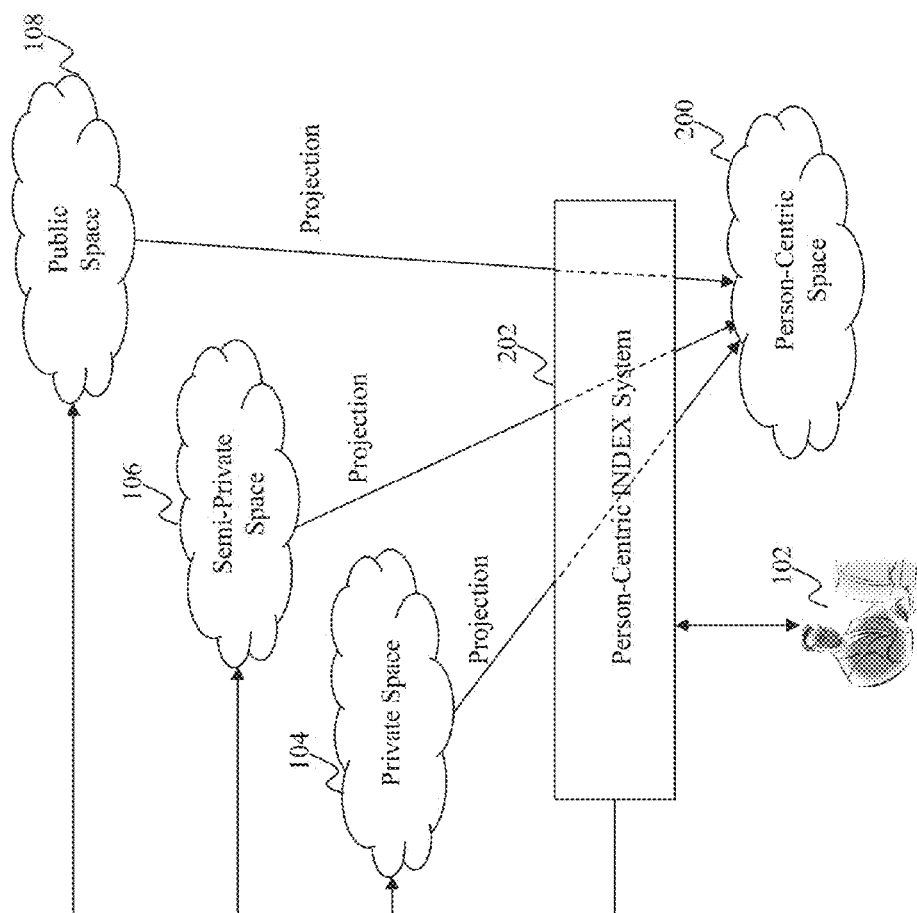 108
Public
Space
Projection
106
Semi-Private
Space
Projection
104
Private Space
Projection
202
Person-Centric INDEX System
200
Person-Centric
Space
102